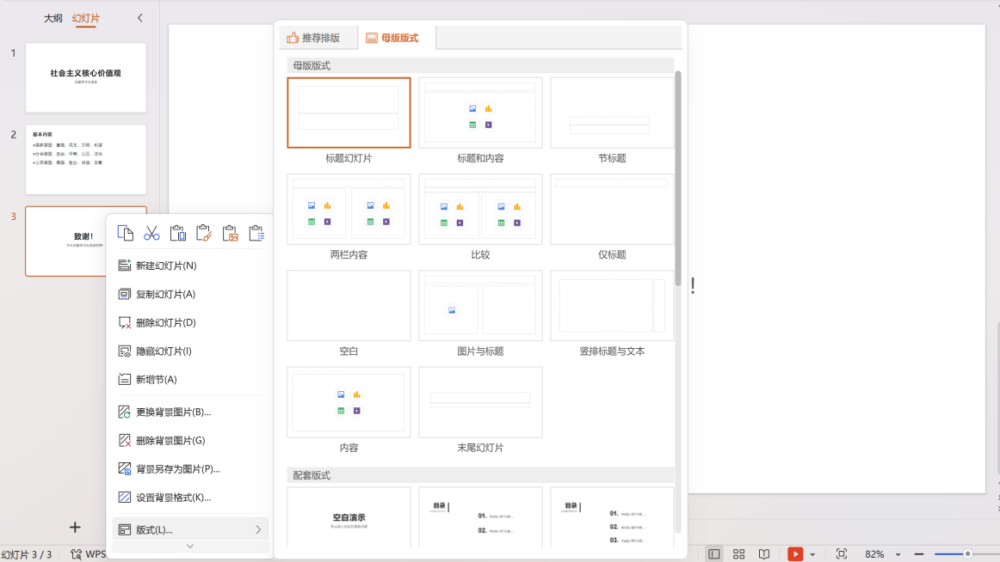 大纲 幻灯片
1
社会主义核心价值观
2
基本内容
•国家层面：富强、民主、文明、和谐
•社会层面：自由、平等、公正、法治
•公民层面：爱国、敬业、诚信、友善
3
致谢！
新建幻灯片(N)
复制幻灯片(A)
删除幻灯片(D)
隐藏幻灯片(I)
新增节(A)
更换背景图片(B)...
删除背景图片(G)
背景另存为图片(P)...
设置背景格式(K)...
版式(L)...
推荐排版 母版版式
母版版式
标题幻灯片 标题和内容 节标题
两栏内容 比较 仅标题
空白 图片与标题 竖排标题与文本
内容 末尾幻灯片
配套版式
空白演示
目录
01.
02.
目录
01.
02.
03.
！
幻灯片 3 / 3 WPS
82%